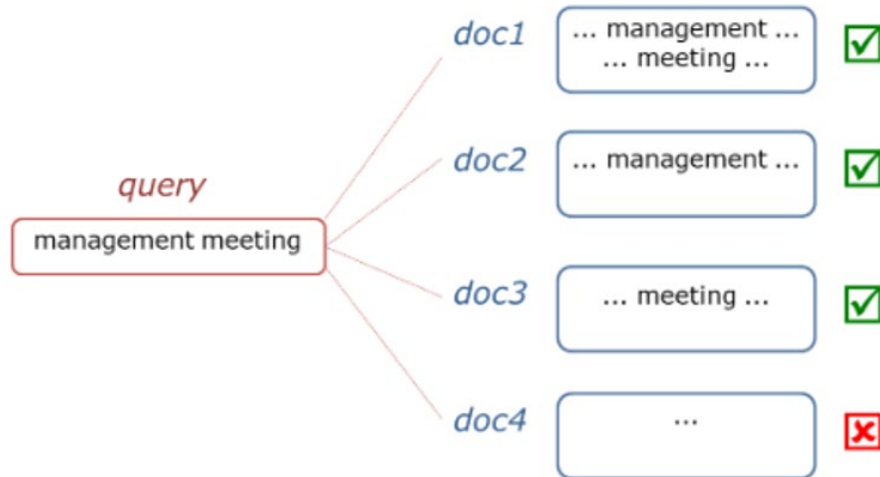 query
management meeting
doc1
... management ...
... meeting ...
doc2
... management ...
doc3
... meeting ...
doc4
...